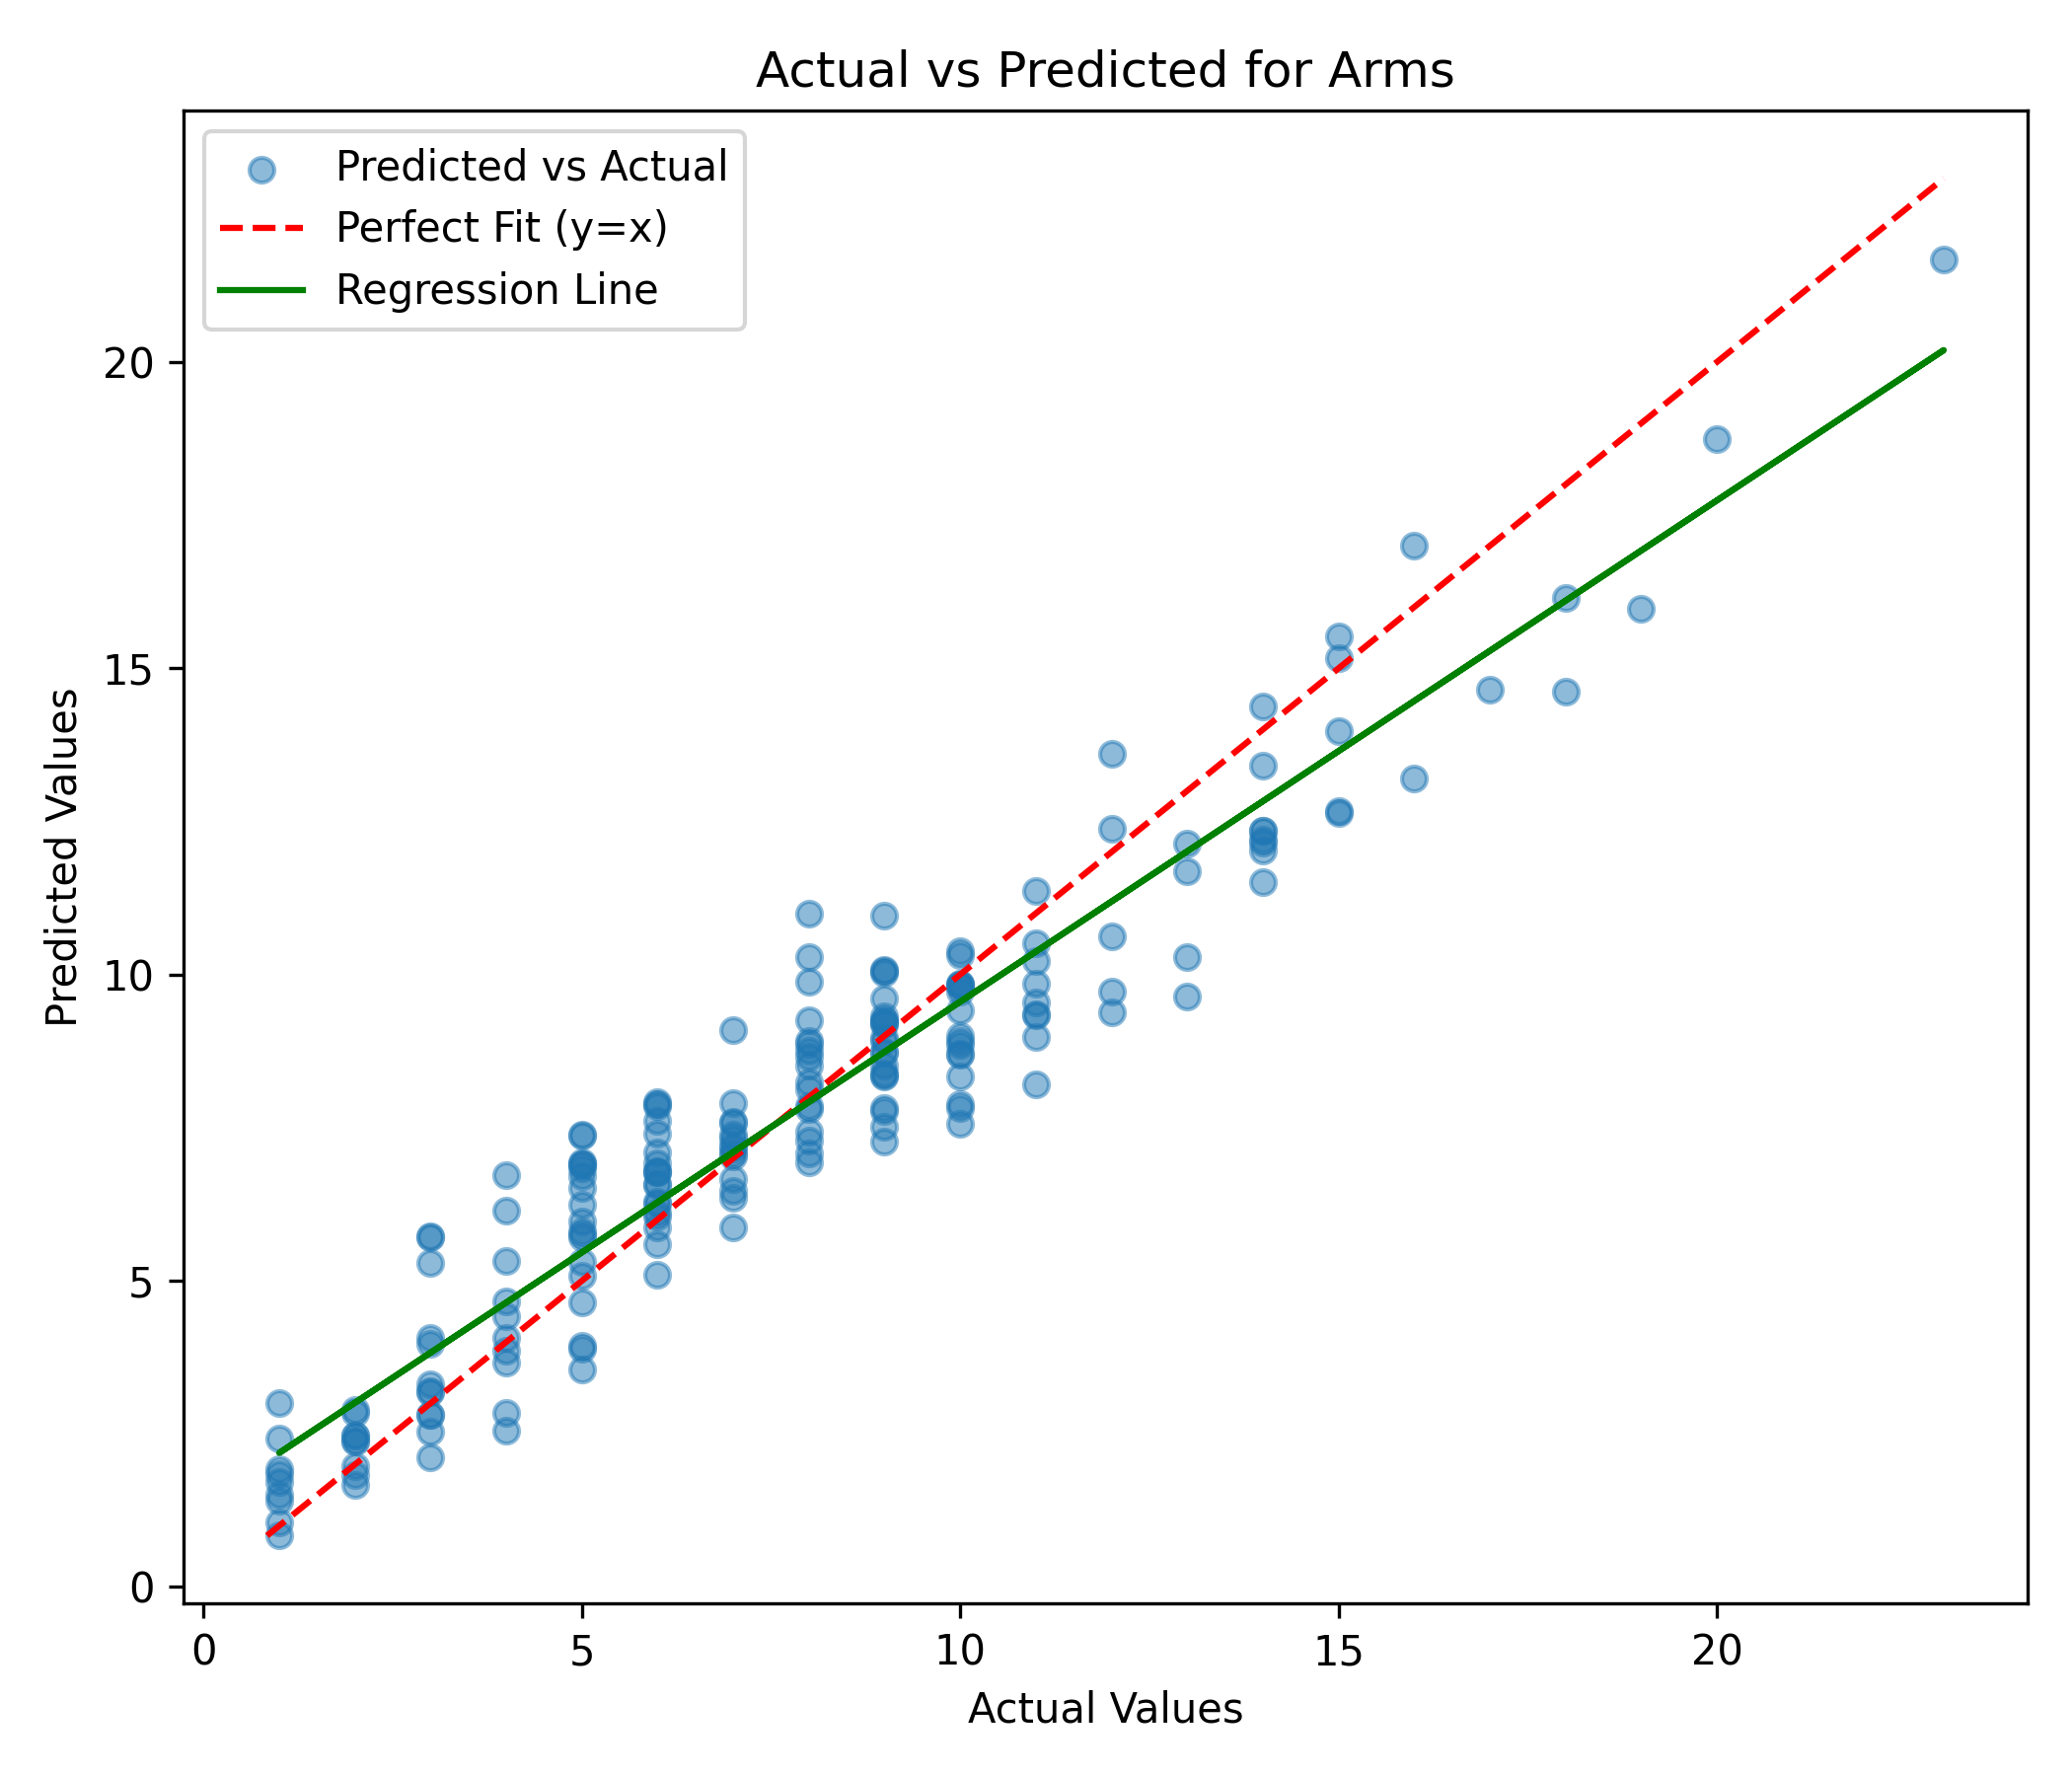 Actual vs Predicted for Arms
Predicted vs Actual
Perfect Fit (y=x)
Regression Line
Predicted Values
20
15
10
5
0
0 5 10 15 20
Actual Values